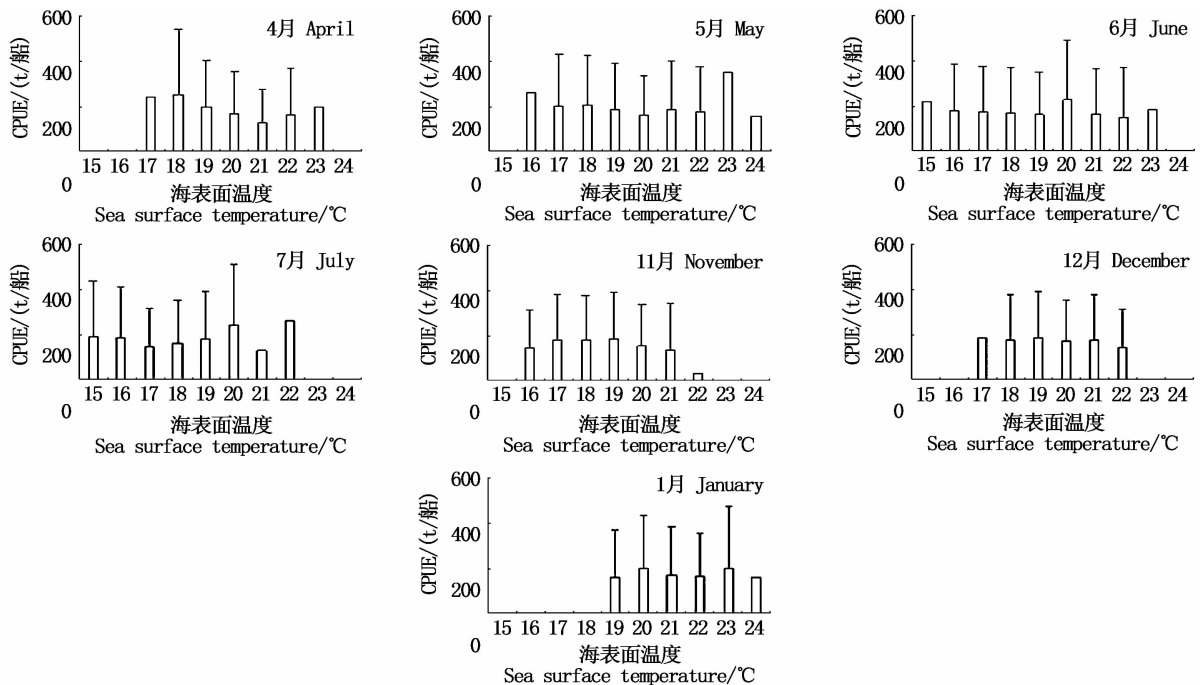 4月 April
CPUE/(t/船)
600
400
200
0
15 16 17 18 19 20 21 22 23 24
海表面温度
Sea surface temperature/℃
5月 May
CPUE/(t/船)
600
400
200
0
15 16 17 18 19 20 21 22 23 24
海表面温度
Sea surface temperature/℃
6月 June
CPUE/(t/船)
600
400
200
0
15 16 17 18 19 20 21 22 23 24
海表面温度
Sea surface temperature/℃
7月 July
CPUE/(t/船)
600
400
200
0
15 16 17 18 19 20 21 22 23 24
海表面温度
Sea surface temperature/℃
11月 November
CPUE/(t/船)
600
400
200
0
15 16 17 18 19 20 21 22 23 24
海表面温度
Sea surface temperature/℃
12月 December
CPUE/(t/船)
600
400
200
0
15 16 17 18 19 20 21 22 23 24
海表面温度
Sea surface temperature/℃
1月 January
CPUE/(t/船)
600
400
200
0
15 16 17 18 19 20 21 22 23 24
海表面温度
Sea surface temperature/℃